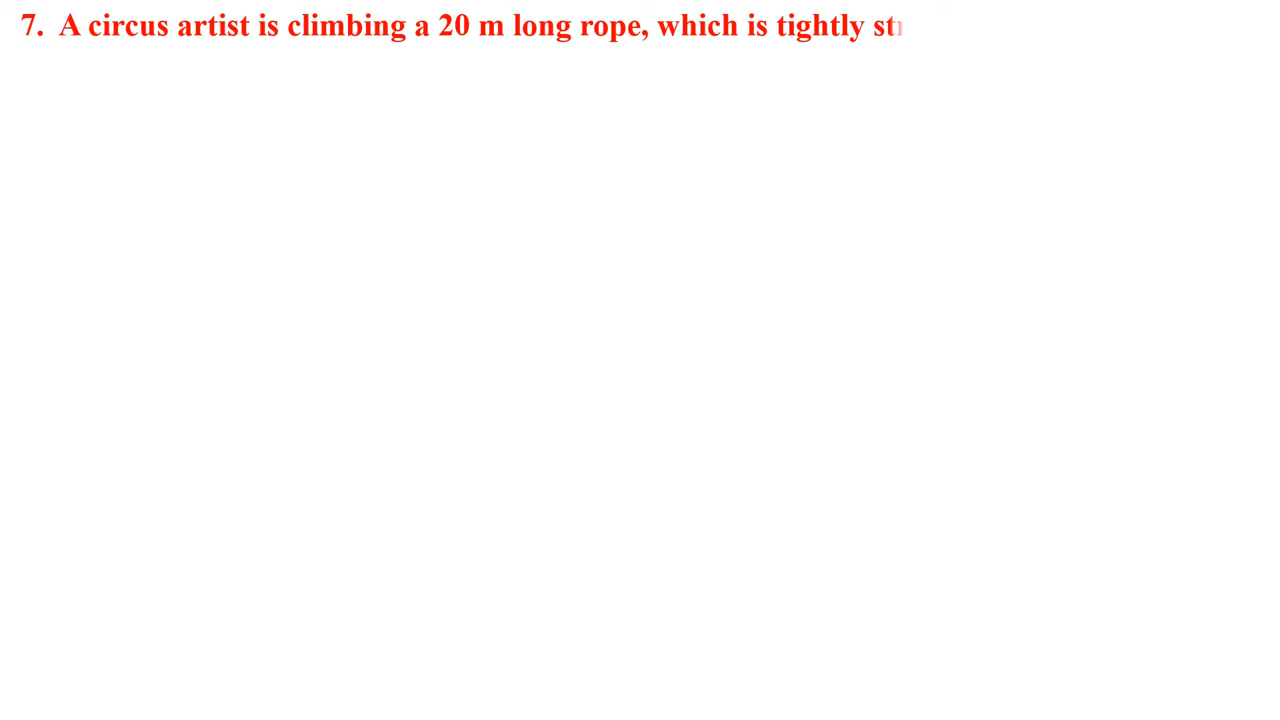 7. A circus artist is climbing a 20 m long rope, which is tightly